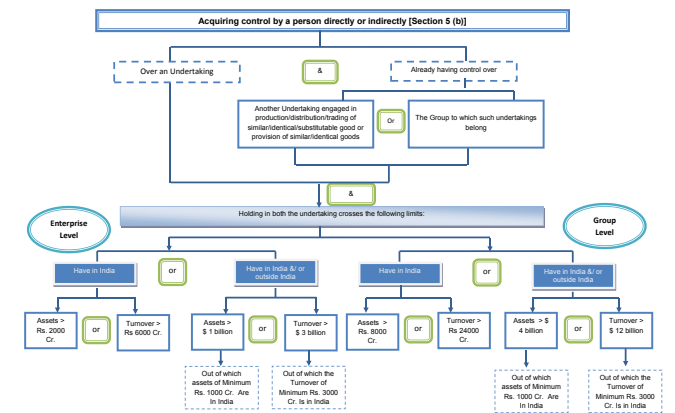 Acquiring control by a person directly or indirectly [Section 5 (b)]
Over an Undertaking
&
Already having control over
Another Undertaking engaged in
production/distribution/trading of
similar/identical/substitutable good or
provision of similar/identical goods
Or
The Group to which such undertakings
belong
&
Enterprise
Level
Holding in both the undertaking crosses the following limits:
Group
Level
Have in India
or
Have in India &/ or
outside India
Have in India
or
Have in India &/ or
outside India
Assets >
Rs. 2000
Cr.
or
Turnover >
Rs 6000 Cr.
Assets >
$ 1 billion
or
Turnover >
$ 3 billion
Assets >
Rs. 8000
Cr.
or
Turnover >
Rs 24000
Cr.
Assets > $
4 billion
or
Turnover >
$ 12 billion
Out of which
assets of Minimum
Rs. 1000 Cr. Are
In India
Out of which the
Turnover of
Minimum Rs. 3000
Cr. Is in India
Out of which
assets of Minimum
Rs. 1000 Cr. Are
In India
Out of which the
Turnover of
Minimum Rs. 3000
Cr. Is in India